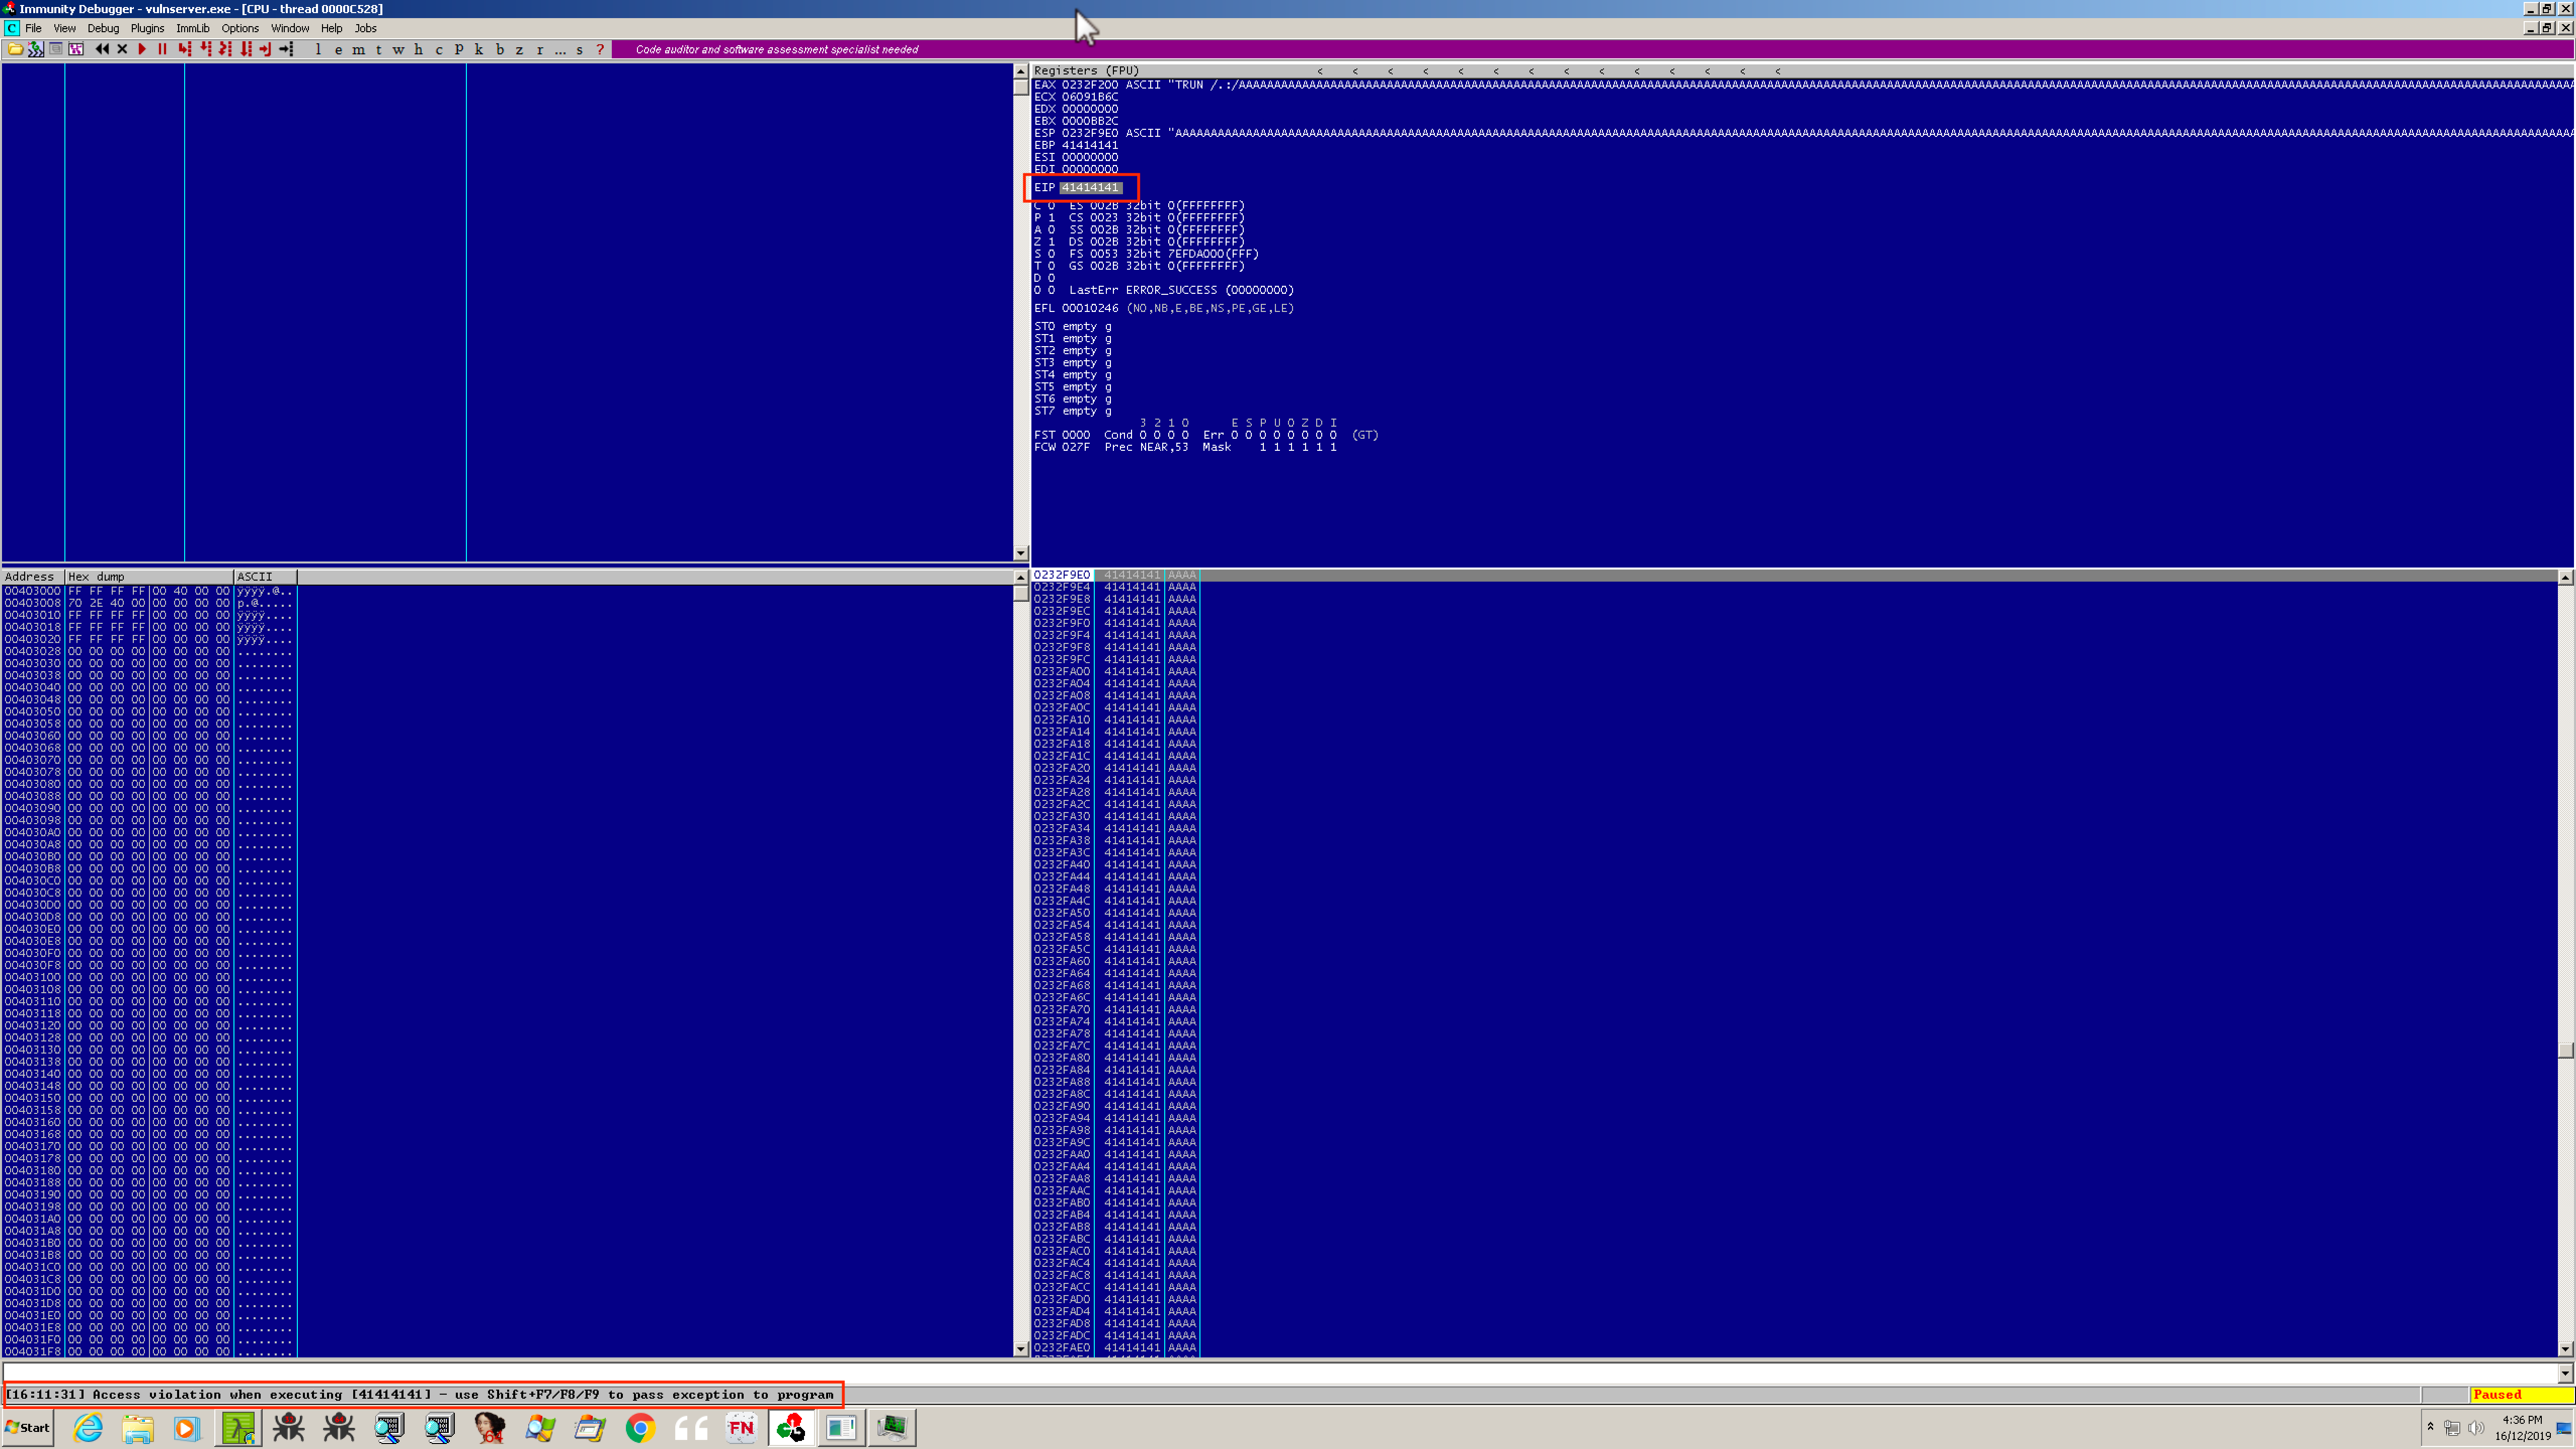 Immunity Debugger - vulnserver.exe - [CPU - thread 0000C528]
C File View Debug Plugins ImmLib Options Window Help Jobs
l e m t w h c P k b z r ... s ? Code auditor and software assessment specialist needed
Registers (FPU) < < < < < < < < < < < < < <
EAX 0232F200 ASCII "TRUN /.:/AAAAAAAAAAAAAAAAAAAAAAAAAAAAAAAAAAAAAAAAAAAAAAAAAAAAAAAAAAAAAAAAAAAAAAAAAAAAAAAAAAAAAAAAAAAAAAAAAAAAAAAAAAAAAAAAAAAAAAAAAAAAAAAAAAAAAAAAAAAAAAAAAAAAAAAAAAAAAAAAAAAAAAAAAAAAAAAAAAAAAAA
ECX 06091B6C
EDX 00000000
EBX 0000BB2C
ESP 0232F9E0 ASCII "AAAAAAAAAAAAAAAAAAAAAAAAAAAAAAAAAAAAAAAAAAAAAAAAAAAAAAAAAAAAAAAAAAAAAAAAAAAAAAAAAAAAAAAAAAAAAAAAAAAAAAAAAAAAAAAAAAAAAAAAAAAAAAAAAAAAAAAAAAAAAAAAAAAAAAAAAAAAAAAAAAAAAAAAAAAAAAAAAAAAAAAAAAAAAAA
EBP 41414141
ESI 00000000
EDI 00000000
EIP 41414141
C 0 ES 002B 32bit 0(FFFFFFFF)
P 1 CS 0023 32bit 0(FFFFFFFF)
A 0 SS 002B 32bit 0(FFFFFFFF)
Z 1 DS 002B 32bit 0(FFFFFFFF)
S 0 FS 0053 32bit 7EFDA000(FFF)
T 0 GS 002B 32bit 0(FFFFFFFF)
D 0
O 0 LastErr ERROR_SUCCESS (00000000)
EFL 00010246 (NO,NB,E,BE,NS,PE,GE,LE)
ST0 empty g
ST1 empty g
ST2 empty g
ST3 empty g
ST4 empty g
ST5 empty g
ST6 empty g
ST7 empty g
3 2 1 0 E S P U O Z D I
FST 0000 Cond 0 0 0 0 Err 0 0 0 0 0 0 0 0 (GT)
FCW 027F Prec NEAR,53 Mask 1 1 1 1 1 1
Address Hex dump ASCII
00403000 FF FF FF FF 00 40 00 00 ÿÿÿÿ.@..
00403008 70 2E 40 00 00 00 00 00 p.@.....
00403010 FF FF FF FF 00 00 00 00 ÿÿÿÿ....
00403018 FF FF FF FF 00 00 00 00 ÿÿÿÿ....
00403020 FF FF FF FF 00 00 00 00 ÿÿÿÿ....
00403028 00 00 00 00 00 00 00 00 ........
00403030 00 00 00 00 00 00 00 00 ........
00403038 00 00 00 00 00 00 00 00 ........
00403040 00 00 00 00 00 00 00 00 ........
00403048 00 00 00 00 00 00 00 00 ........
00403050 00 00 00 00 00 00 00 00 ........
00403058 00 00 00 00 00 00 00 00 ........
00403060 00 00 00 00 00 00 00 00 ........
00403068 00 00 00 00 00 00 00 00 ........
00403070 00 00 00 00 00 00 00 00 ........
00403078 00 00 00 00 00 00 00 00 ........
00403080 00 00 00 00 00 00 00 00 ........
00403088 00 00 00 00 00 00 00 00 ........
00403090 00 00 00 00 00 00 00 00 ........
00403098 00 00 00 00 00 00 00 00 ........
004030A0 00 00 00 00 00 00 00 00 ........
004030A8 00 00 00 00 00 00 00 00 ........
004030B0 00 00 00 00 00 00 00 00 ........
004030B8 00 00 00 00 00 00 00 00 ........
004030C0 00 00 00 00 00 00 00 00 ........
004030C8 00 00 00 00 00 00 00 00 ........
004030D0 00 00 00 00 00 00 00 00 ........
004030D8 00 00 00 00 00 00 00 00 ........
004030E0 00 00 00 00 00 00 00 00 ........
004030E8 00 00 00 00 00 00 00 00 ........
004030F0 00 00 00 00 00 00 00 00 ........
004030F8 00 00 00 00 00 00 00 00 ........
00403100 00 00 00 00 00 00 00 00 ........
00403108 00 00 00 00 00 00 00 00 ........
00403110 00 00 00 00 00 00 00 00 ........
00403118 00 00 00 00 00 00 00 00 ........
00403120 00 00 00 00 00 00 00 00 ........
00403128 00 00 00 00 00 00 00 00 ........
00403130 00 00 00 00 00 00 00 00 ........
00403138 00 00 00 00 00 00 00 00 ........
00403140 00 00 00 00 00 00 00 00 ........
00403148 00 00 00 00 00 00 00 00 ........
00403150 00 00 00 00 00 00 00 00 ........
00403158 00 00 00 00 00 00 00 00 ........
00403160 00 00 00 00 00 00 00 00 ........
00403168 00 00 00 00 00 00 00 00 ........
00403170 00 00 00 00 00 00 00 00 ........
00403178 00 00 00 00 00 00 00 00 ........
00403180 00 00 00 00 00 00 00 00 ........
00403188 00 00 00 00 00 00 00 00 ........
00403190 00 00 00 00 00 00 00 00 ........
00403198 00 00 00 00 00 00 00 00 ........
004031A0 00 00 00 00 00 00 00 00 ........
004031A8 00 00 00 00 00 00 00 00 ........
004031B0 00 00 00 00 00 00 00 00 ........
004031B8 00 00 00 00 00 00 00 00 ........
004031C0 00 00 00 00 00 00 00 00 ........
004031C8 00 00 00 00 00 00 00 00 ........
004031D0 00 00 00 00 00 00 00 00 ........
004031D8 00 00 00 00 00 00 00 00 ........
004031E0 00 00 00 00 00 00 00 00 ........
004031E8 00 00 00 00 00 00 00 00 ........
004031F0 00 00 00 00 00 00 00 00 ........
004031F8 00 00 00 00 00 00 00 00 ........
0232F9E0 41414141 AAAA
0232F9E4 41414141 AAAA
0232F9E8 41414141 AAAA
0232F9EC 41414141 AAAA
0232F9F0 41414141 AAAA
0232F9F4 41414141 AAAA
0232F9F8 41414141 AAAA
0232F9FC 41414141 AAAA
0232FA00 41414141 AAAA
0232FA04 41414141 AAAA
0232FA08 41414141 AAAA
0232FA0C 41414141 AAAA
0232FA10 41414141 AAAA
0232FA14 41414141 AAAA
0232FA18 41414141 AAAA
0232FA1C 41414141 AAAA
0232FA20 41414141 AAAA
0232FA24 41414141 AAAA
0232FA28 41414141 AAAA
0232FA2C 41414141 AAAA
0232FA30 41414141 AAAA
0232FA34 41414141 AAAA
0232FA38 41414141 AAAA
0232FA3C 41414141 AAAA
0232FA40 41414141 AAAA
0232FA44 41414141 AAAA
0232FA48 41414141 AAAA
0232FA4C 41414141 AAAA
0232FA50 41414141 AAAA
0232FA54 41414141 AAAA
0232FA58 41414141 AAAA
0232FA5C 41414141 AAAA
0232FA60 41414141 AAAA
0232FA64 41414141 AAAA
0232FA68 41414141 AAAA
0232FA6C 41414141 AAAA
0232FA70 41414141 AAAA
0232FA74 41414141 AAAA
0232FA78 41414141 AAAA
0232FA7C 41414141 AAAA
0232FA80 41414141 AAAA
0232FA84 41414141 AAAA
0232FA88 41414141 AAAA
0232FA8C 41414141 AAAA
0232FA90 41414141 AAAA
0232FA94 41414141 AAAA
0232FA98 41414141 AAAA
0232FA9C 41414141 AAAA
0232FAA0 41414141 AAAA
0232FAA4 41414141 AAAA
0232FAA8 41414141 AAAA
0232FAAC 41414141 AAAA
0232FAB0 41414141 AAAA
0232FAB4 41414141 AAAA
0232FAB8 41414141 AAAA
0232FABC 41414141 AAAA
0232FAC0 41414141 AAAA
0232FAC4 41414141 AAAA
0232FAC8 41414141 AAAA
0232FACC 41414141 AAAA
0232FAD0 41414141 AAAA
0232FAD4 41414141 AAAA
0232FAD8 41414141 AAAA
0232FADC 41414141 AAAA
0232FAE0 41414141 AAAA
[16:11:31] Access violation when executing [41414141] - use Shift+F7/F8/F9 to pass exception to program
Paused
Start
64
FN
4:36 PM
16/12/2019